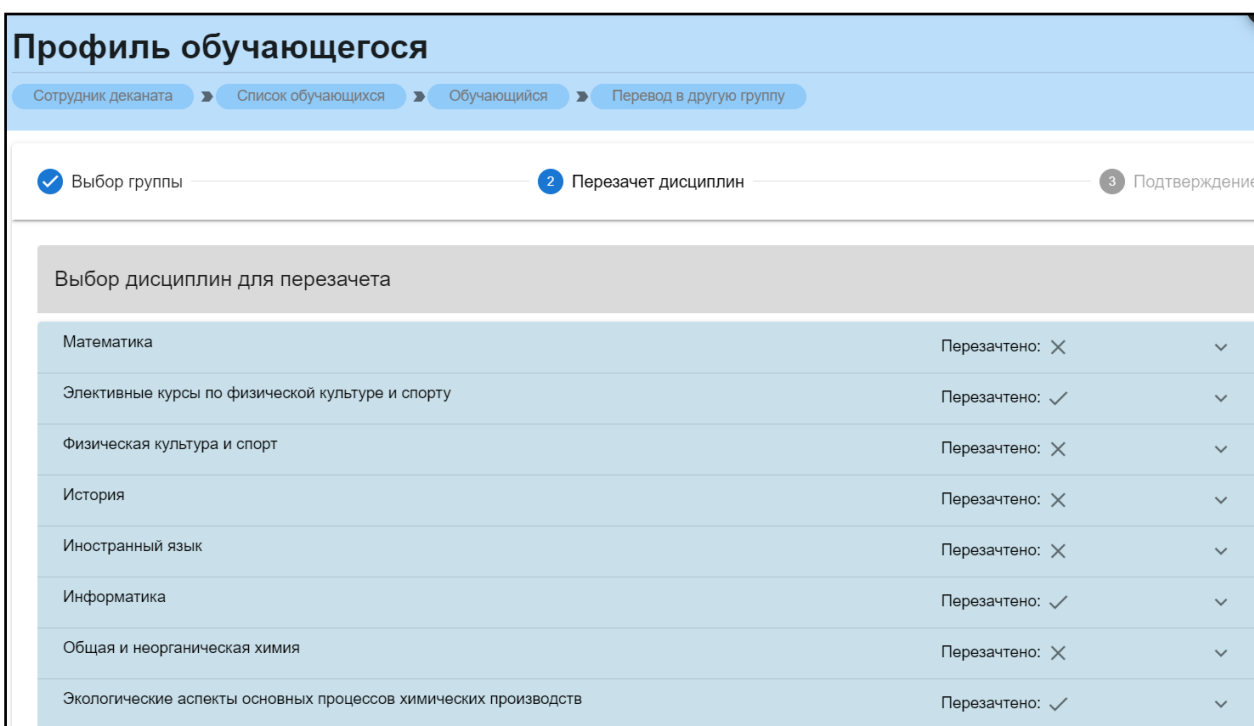 Профиль обучающегося
Сотрудник деканата Список обучающихся Обучающийся Перевод в другую группу
Выбор группы 2 Перезачет дисциплин 3 Подтверждение
Выбор дисциплин для перезачета
Математика Перезачтено:
Элективные курсы по физической культуре и спорту Перезачтено:
Физическая культура и спорт Перезачтено:
История Перезачтено:
Иностранный язык Перезачтено:
Информатика Перезачтено:
Общая и неорганическая химия Перезачтено:
Экологические аспекты основных процессов химических производств Перезачтено: